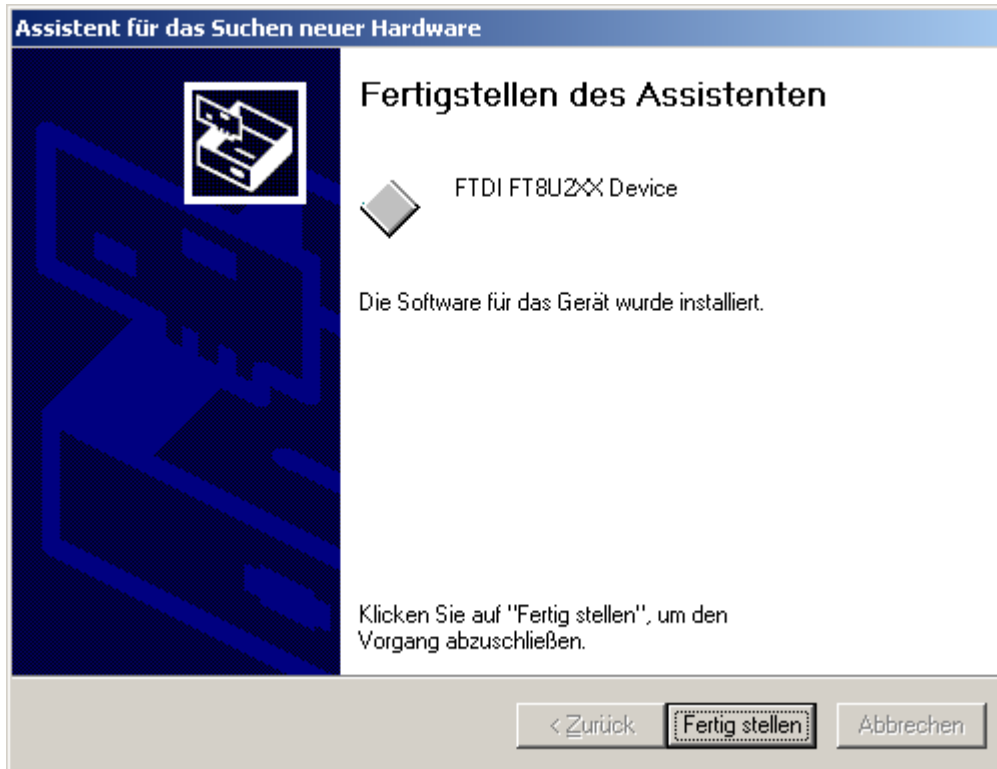 Assistent für das Suchen neuer Hardware
Fertigstellen des Assistenten
FTDI FT8U2XX Device
Die Software für das Gerät wurde installiert.
Klicken Sie auf "Fertig stellen", um den
Vorgang abzuschließen.
< Zurück Fertig stellen Abbrechen